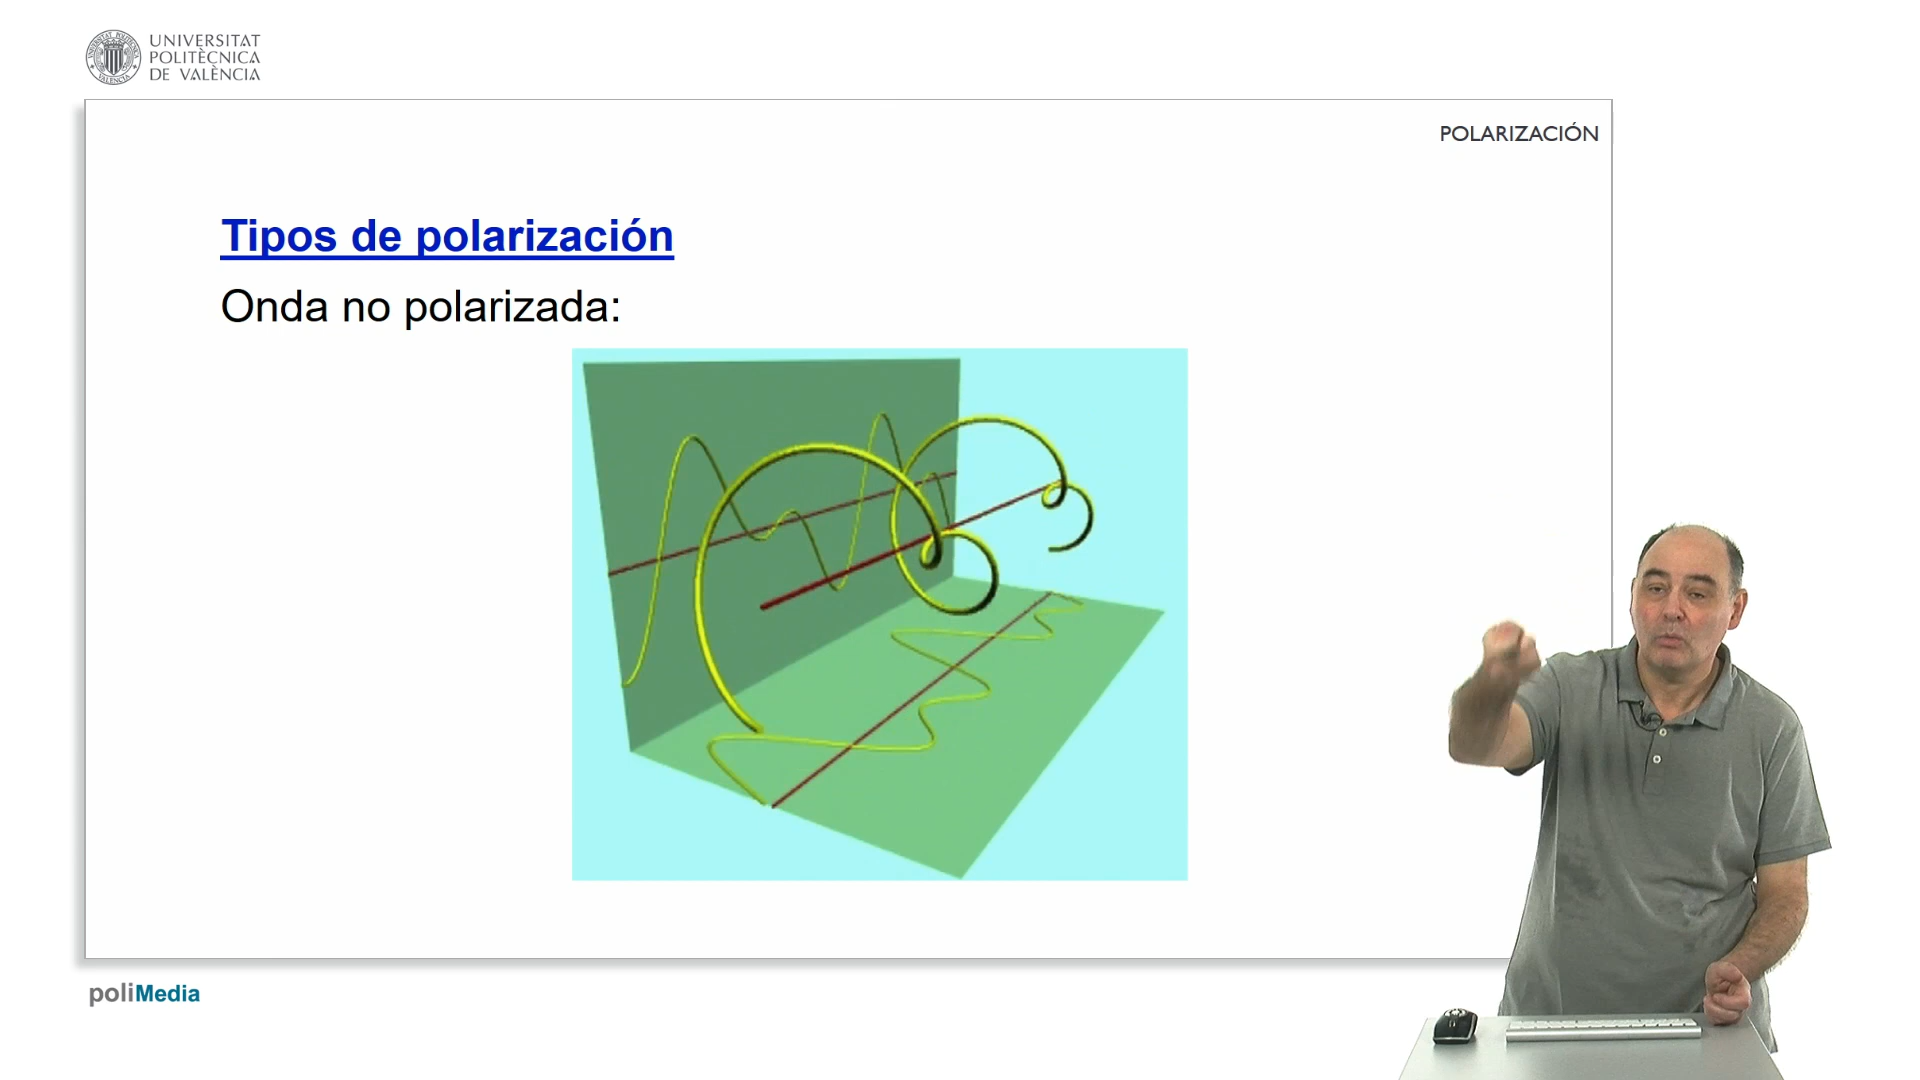 UNIVERSITAT
POLITÈCNICA
DE VALÈNCIA
POLARIZACIÓN
Tipos de polarización
Onda no polarizada:
poliMedia